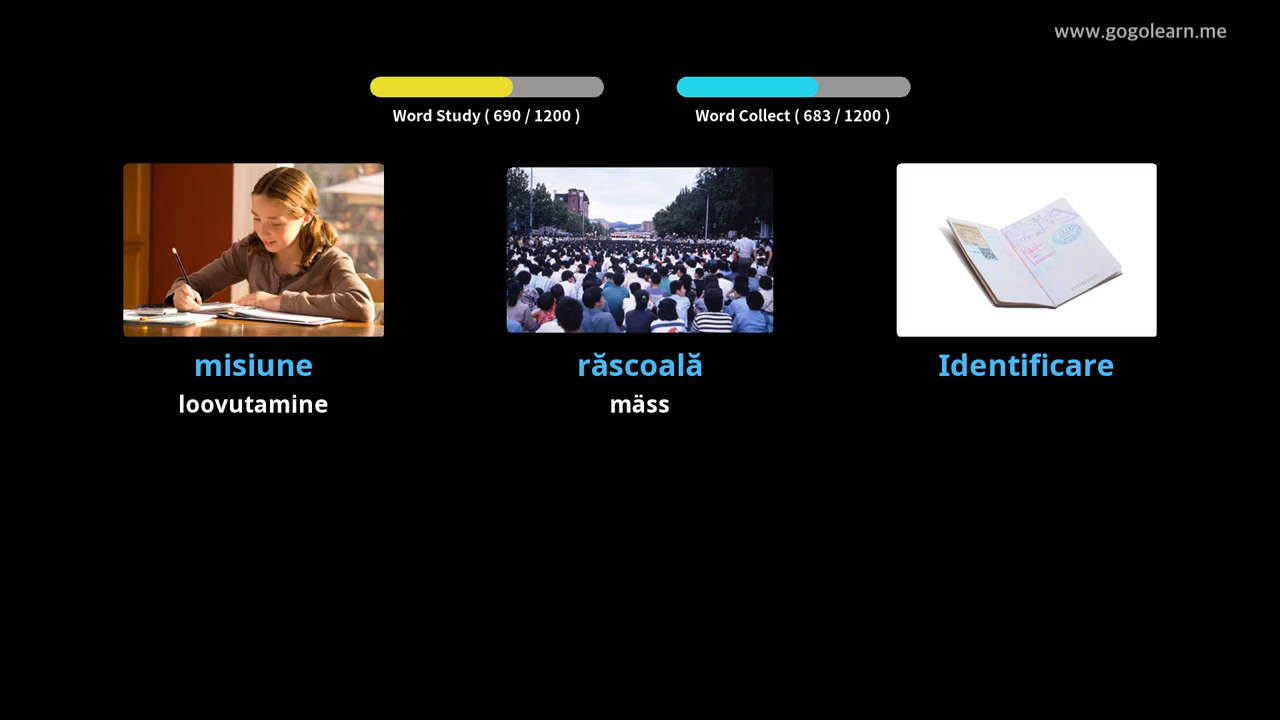 www.gogolearn.me
Word Study ( 690 / 1200 )
Word Collect ( 683 / 1200 )
misiune
răscoală
Identificare
loovutamine
mäss